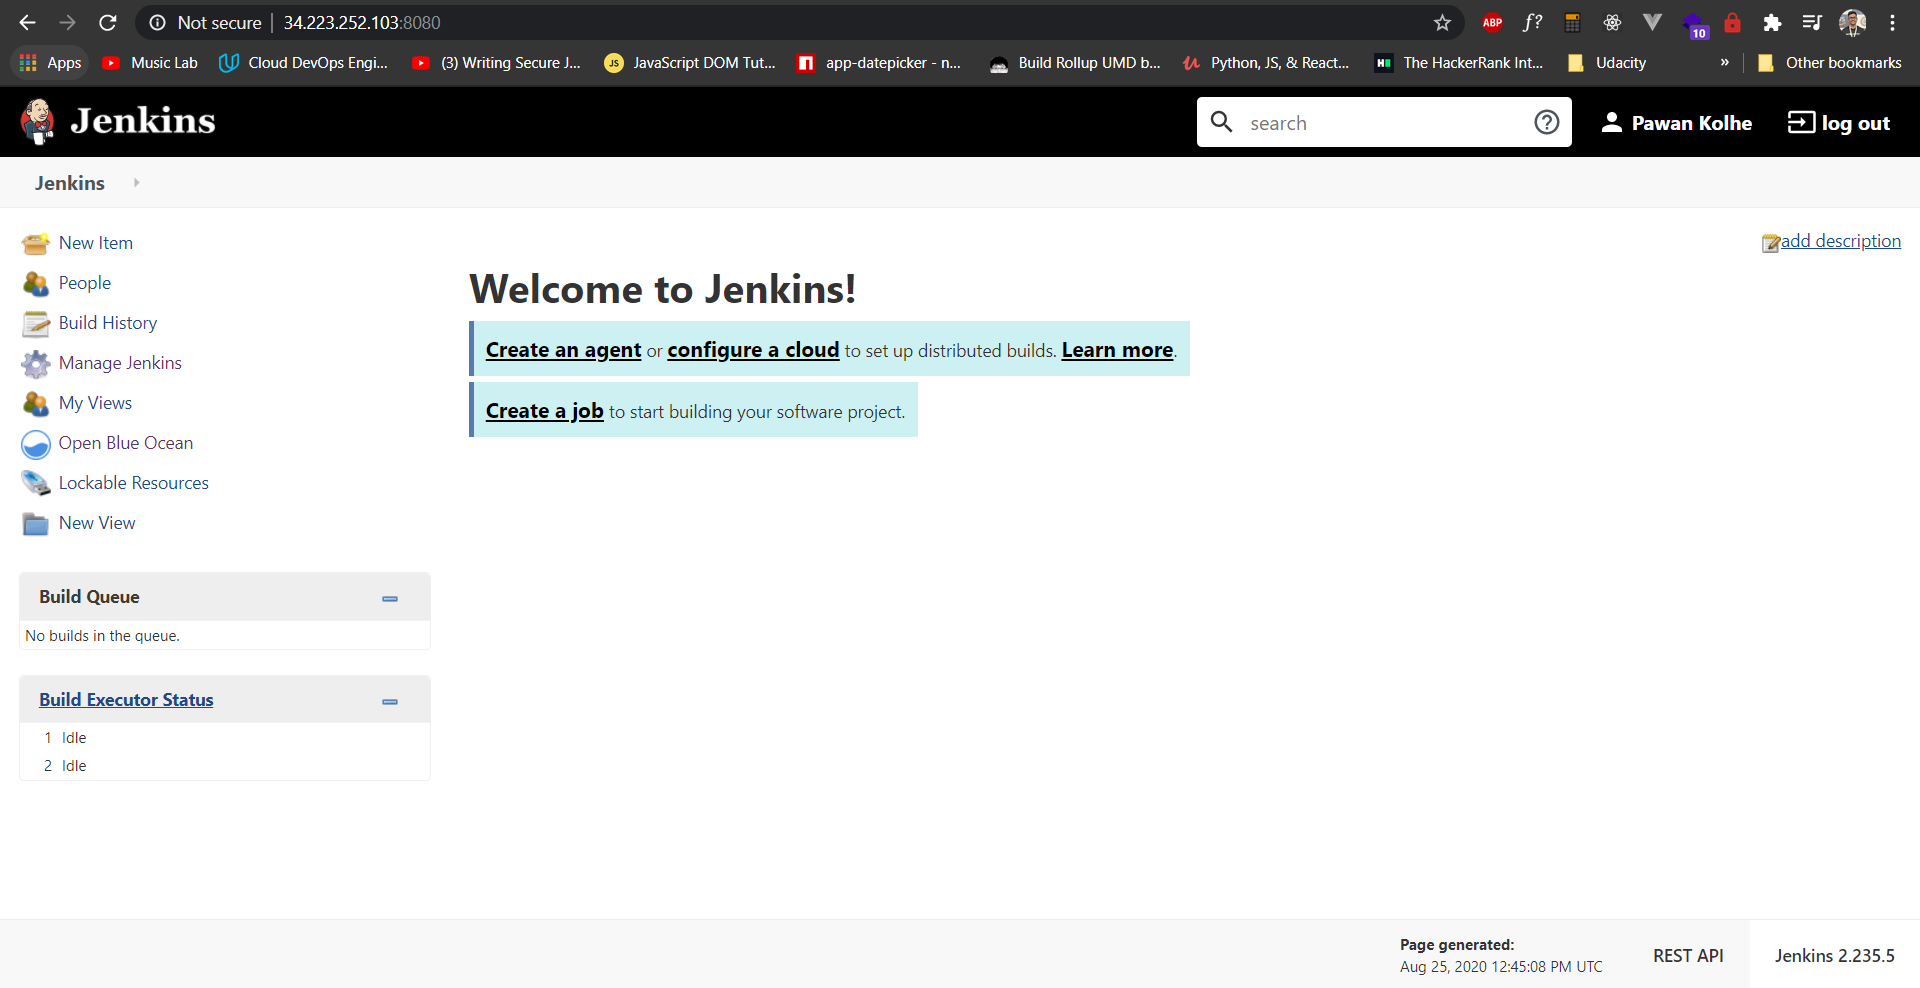 Not secure | 34.223.252.103:8080 ABP f? 10
Apps Music Lab Cloud DevOps Engi... (3) Writing Secure J... JS JavaScript DOM Tut... app-datepicker - n... Build Rollup UMD b... Python, JS, & React... The HackerRank Int... Udacity » Other bookmarks
Jenkins search Pawan Kolhe log out
Jenkins
New Item
add description
People
Build History
Manage Jenkins
My Views
Open Blue Ocean
Lockable Resources
New View
Welcome to Jenkins!
Create an agent or configure a cloud to set up distributed builds. Learn more.
Create a job to start building your software project.
Build Queue
No builds in the queue.
Build Executor Status
1 Idle
2 Idle
Page generated:
Aug 25, 2020 12:45:08 PM UTC
REST API
Jenkins 2.235.5